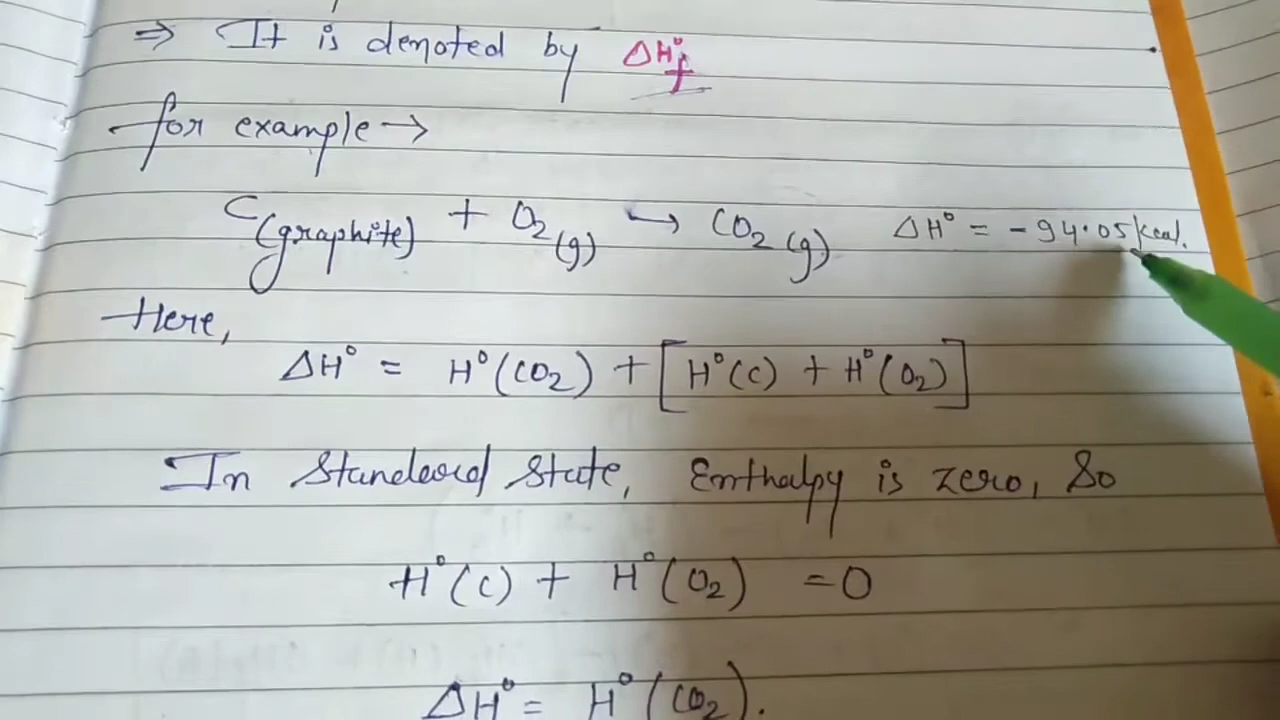 ⇒ It is denoted by ΔH°f
for example →
C(graphite) + O₂(g) → CO₂(g) ΔH° = -94.05 kcal.
Here,
ΔH° = H°(CO₂) + [H°(C) + H°(O₂)]
In Standard State, Enthalpy is zero, So
H°(C) + H°(O₂) = 0
ΔH° = H°(CO₂).